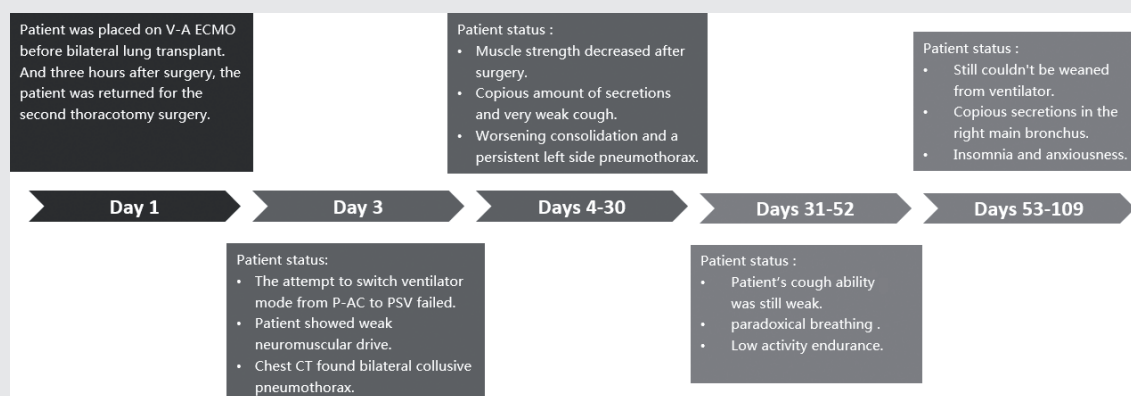 Patient was placed on V-A ECMO
before bilateral lung transplant.
And three hours after surgery, the
patient was returned for the
second thoracotomy surgery.
Patient status :
• Muscle strength decreased after
surgery.
• Copious amount of secretions
and very weak cough.
• Worsening consolidation and a
persistent left side pneumothorax.
Patient status :
• Still couldn't be weaned
from ventilator.
• Copious secretions in the
right main bronchus.
• Insomnia and anxiousness.
Day 1
Day 3
Days 4-30
Days 31-52
Days 53-109
Patient status:
• The attempt to switch ventilator
mode from P-AC to PSV failed.
• Patient showed weak
neuromuscular drive.
• Chest CT found bilateral collusive
pneumothorax.
Patient status :
• Patient's cough ability
was still weak.
• paradoxical breathing .
• Low activity endurance.